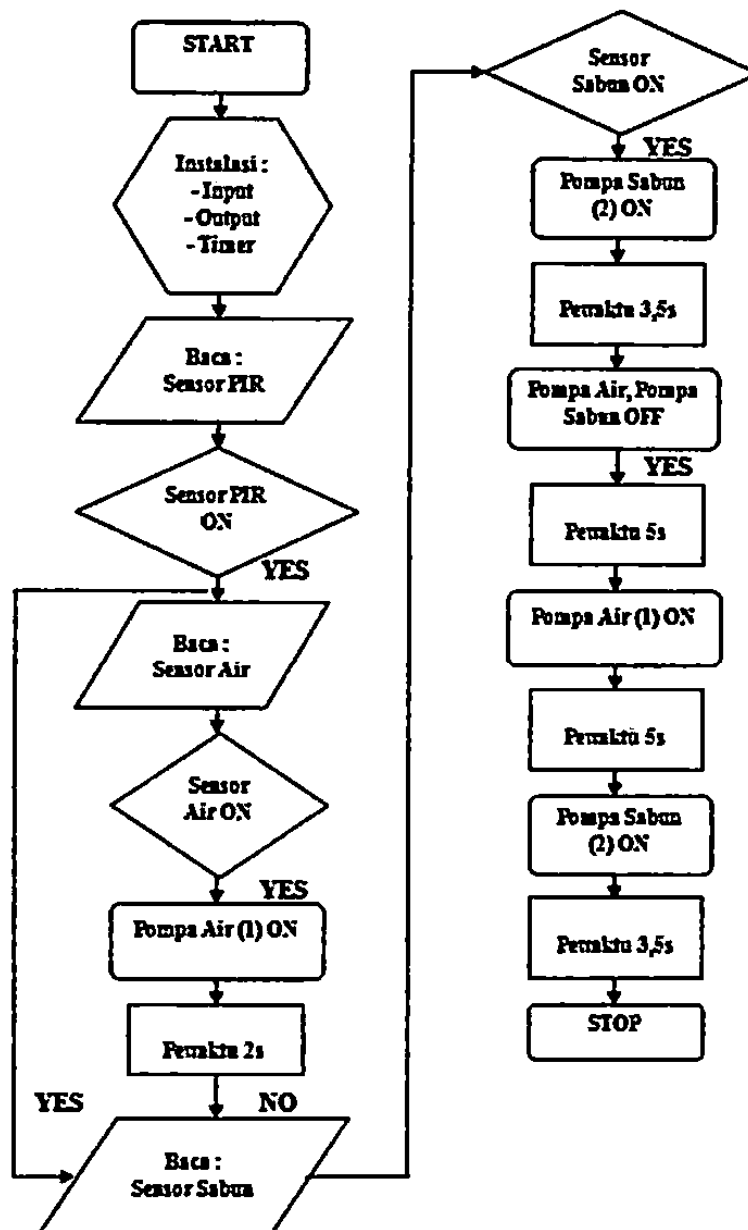 START
Instalasi :
- Input
- Output
- Timer
Baca :
Sensor PIR
Sensor PIR
ON
YES
Baca :
Sensor Air
Sensor
Air ON
YES
Pompa Air (1) ON
Pewaktu 2s
YES
NO
Baca :
Sensor Sabun
Sensor
Sabun ON
YES
Pompa Sabun
(2) ON
Pewaktu 3,5s
Pompa Air, Pompa
Sabun OFF
YES
Pewaktu 5s
Pompa Air (1) ON
Pewaktu 5s
Pompa Sabun
(2) ON
Pewaktu 3,5s
STOP